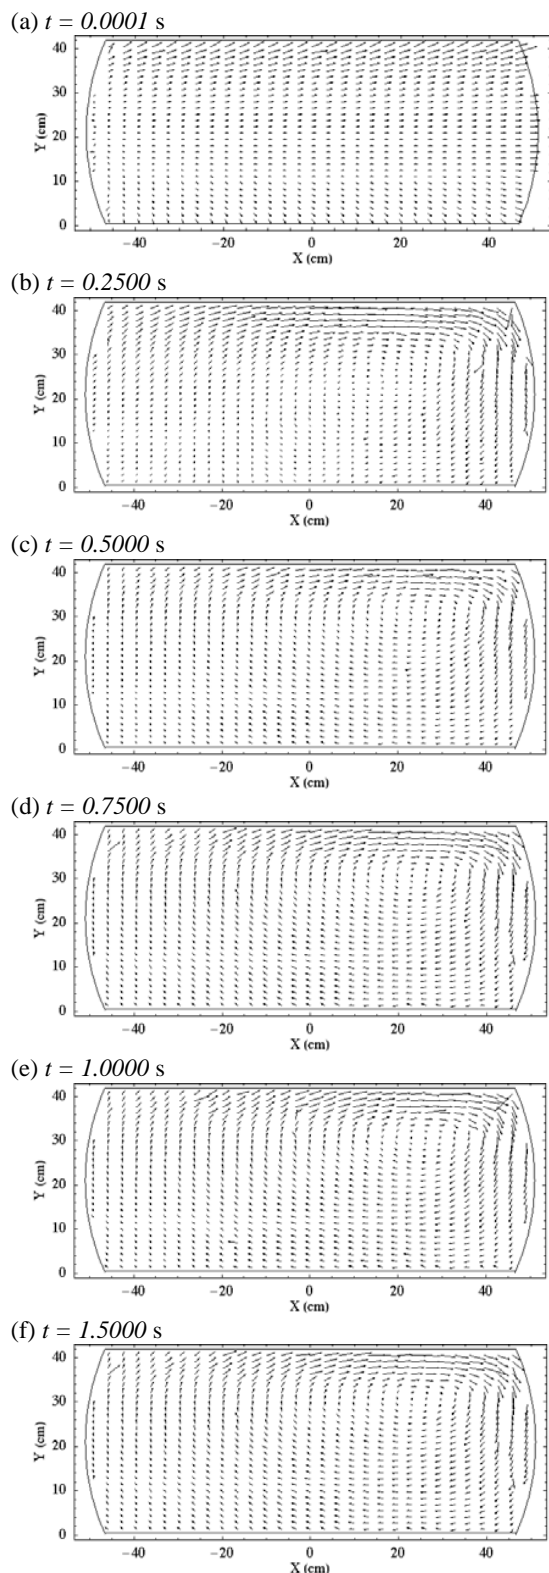 (a) t = 0.0001 s
40
30
20
10
0
Y (cm)
−40 −20 0 20 40
X (cm)
(b) t = 0.2500 s
40
30
20
10
0
Y (cm)
−40 −20 0 20 40
X (cm)
(c) t = 0.5000 s
40
30
20
10
0
Y (cm)
−40 −20 0 20 40
X (cm)
(d) t = 0.7500 s
40
30
20
10
0
Y (cm)
−40 −20 0 20 40
X (cm)
(e) t = 1.0000 s
40
30
20
10
0
Y (cm)
−40 −20 0 20 40
X (cm)
(f) t = 1.5000 s
40
30
20
10
0
Y (cm)
−40 −20 0 20 40
X (cm)